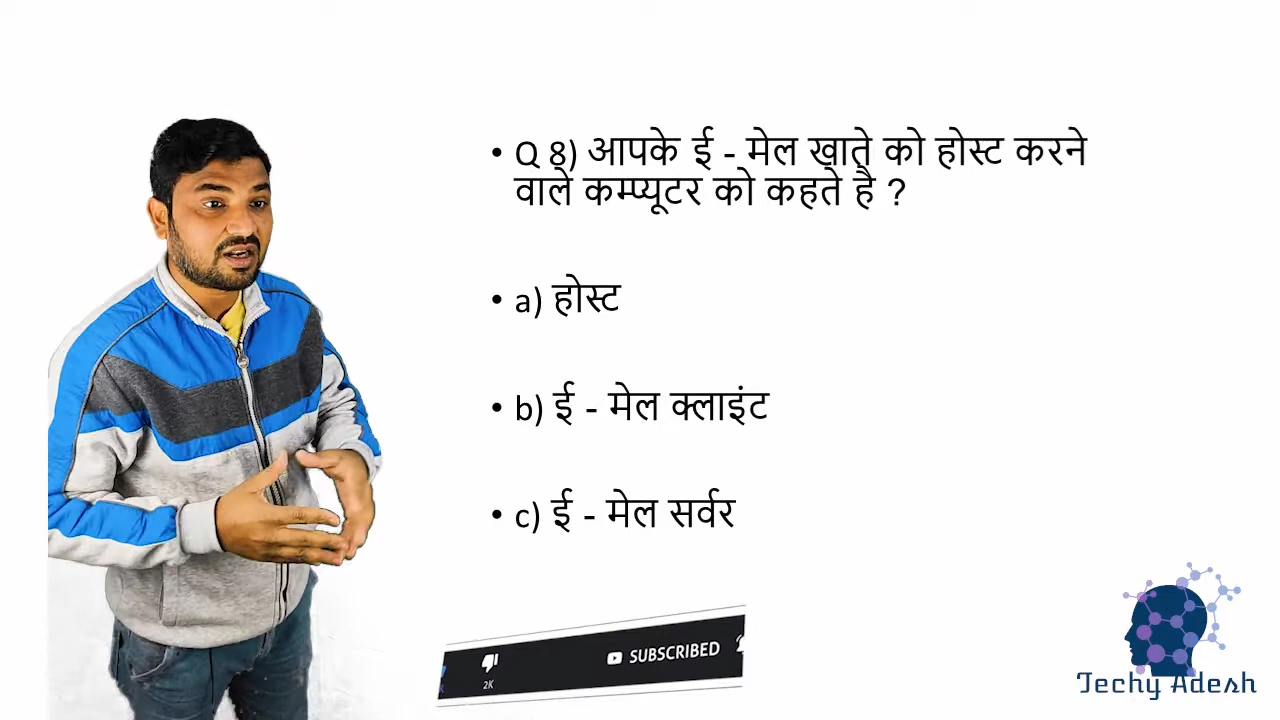 • Q 8) आपके ई - मेल खाते को होस्ट करने
वाले कम्प्यूटर को कहते है ?
• a) होस्ट
• b) ई - मेल क्लाइंट
• c) ई - मेल सर्वर
2K
SUBSCRIBED
Techy Adesh